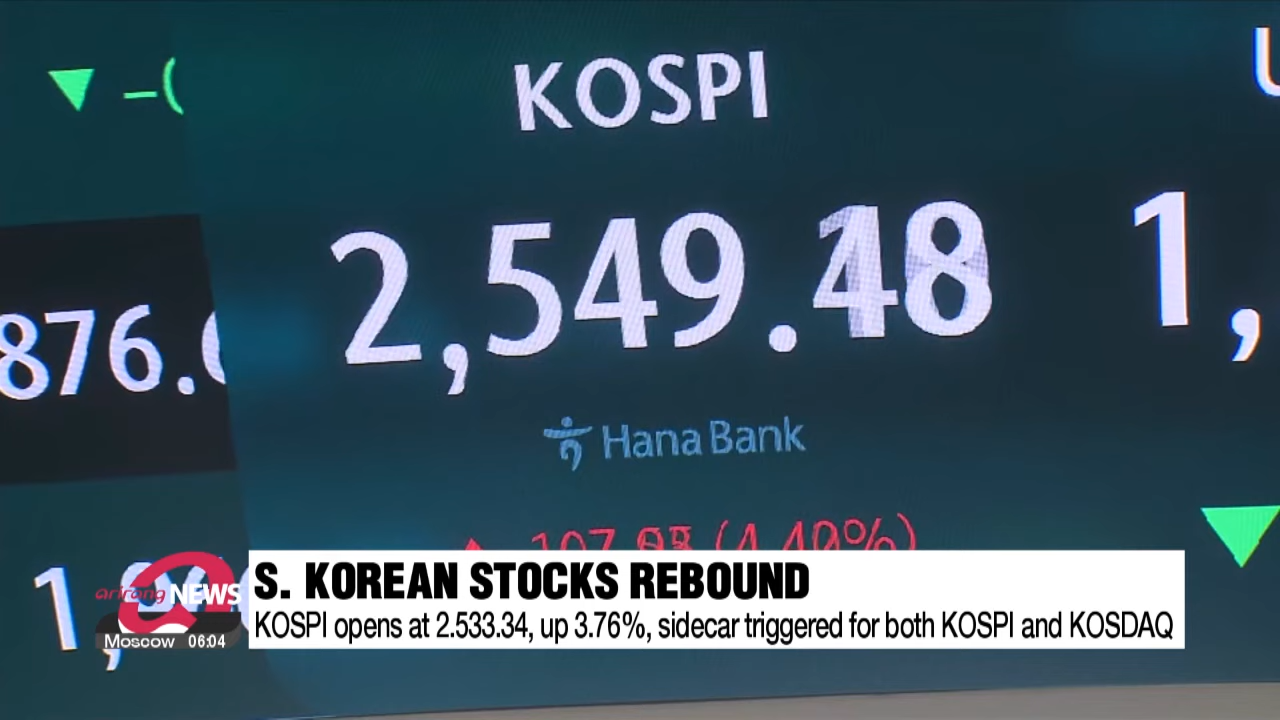 KOSPI
2,549.48
876.
1,
Hana Bank
S. KOREAN STOCKS REBOUND
KOSPI opens at 2.533.34, up 3.76%, sidecar triggered for both KOSPI and KOSDAQ
arirang NEWS
Moscow 06:04